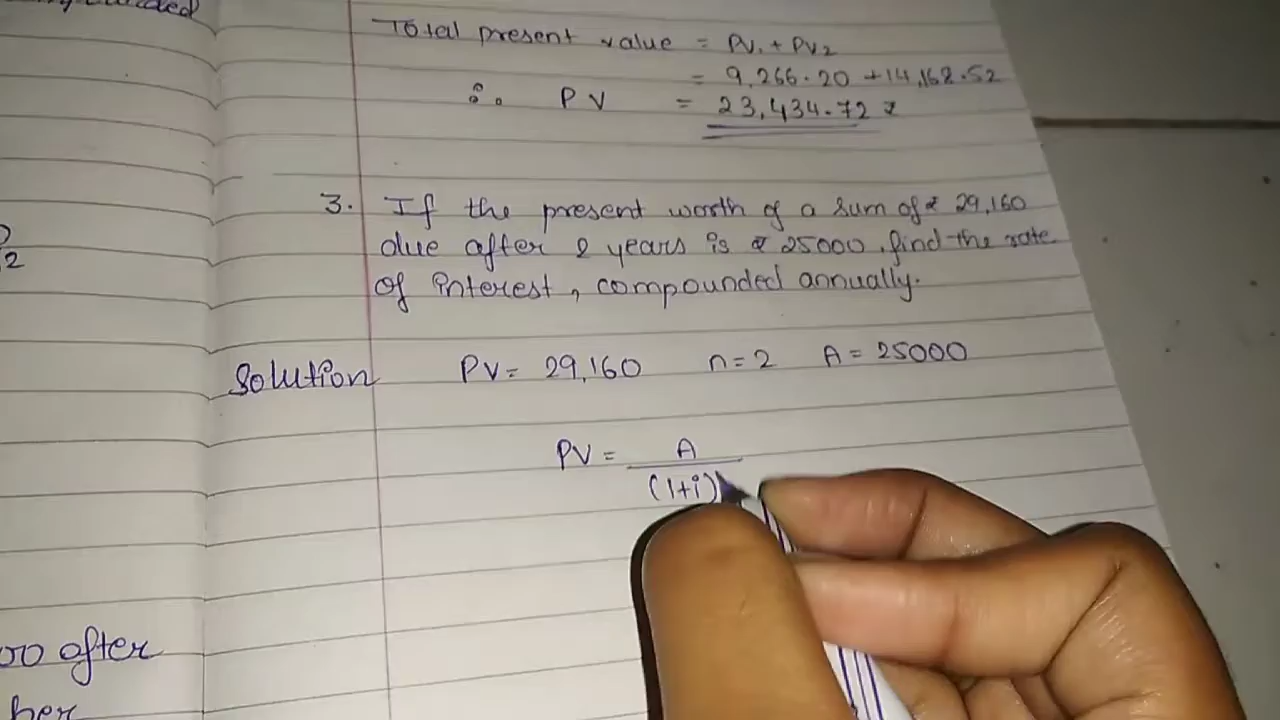 Total present value = PV1 + PV2
= 9,266.20 + 14,168.52
∴ PV = 23,434.72 ₹
3. If the present worth of a sum of ₹ 29,160
due after 2 years is ₹ 25000, find the rate
of interest, compounded annually.
Solution PV = 29,160 n = 2 A = 25000
PV = A
(1+i)
2
00 after
her